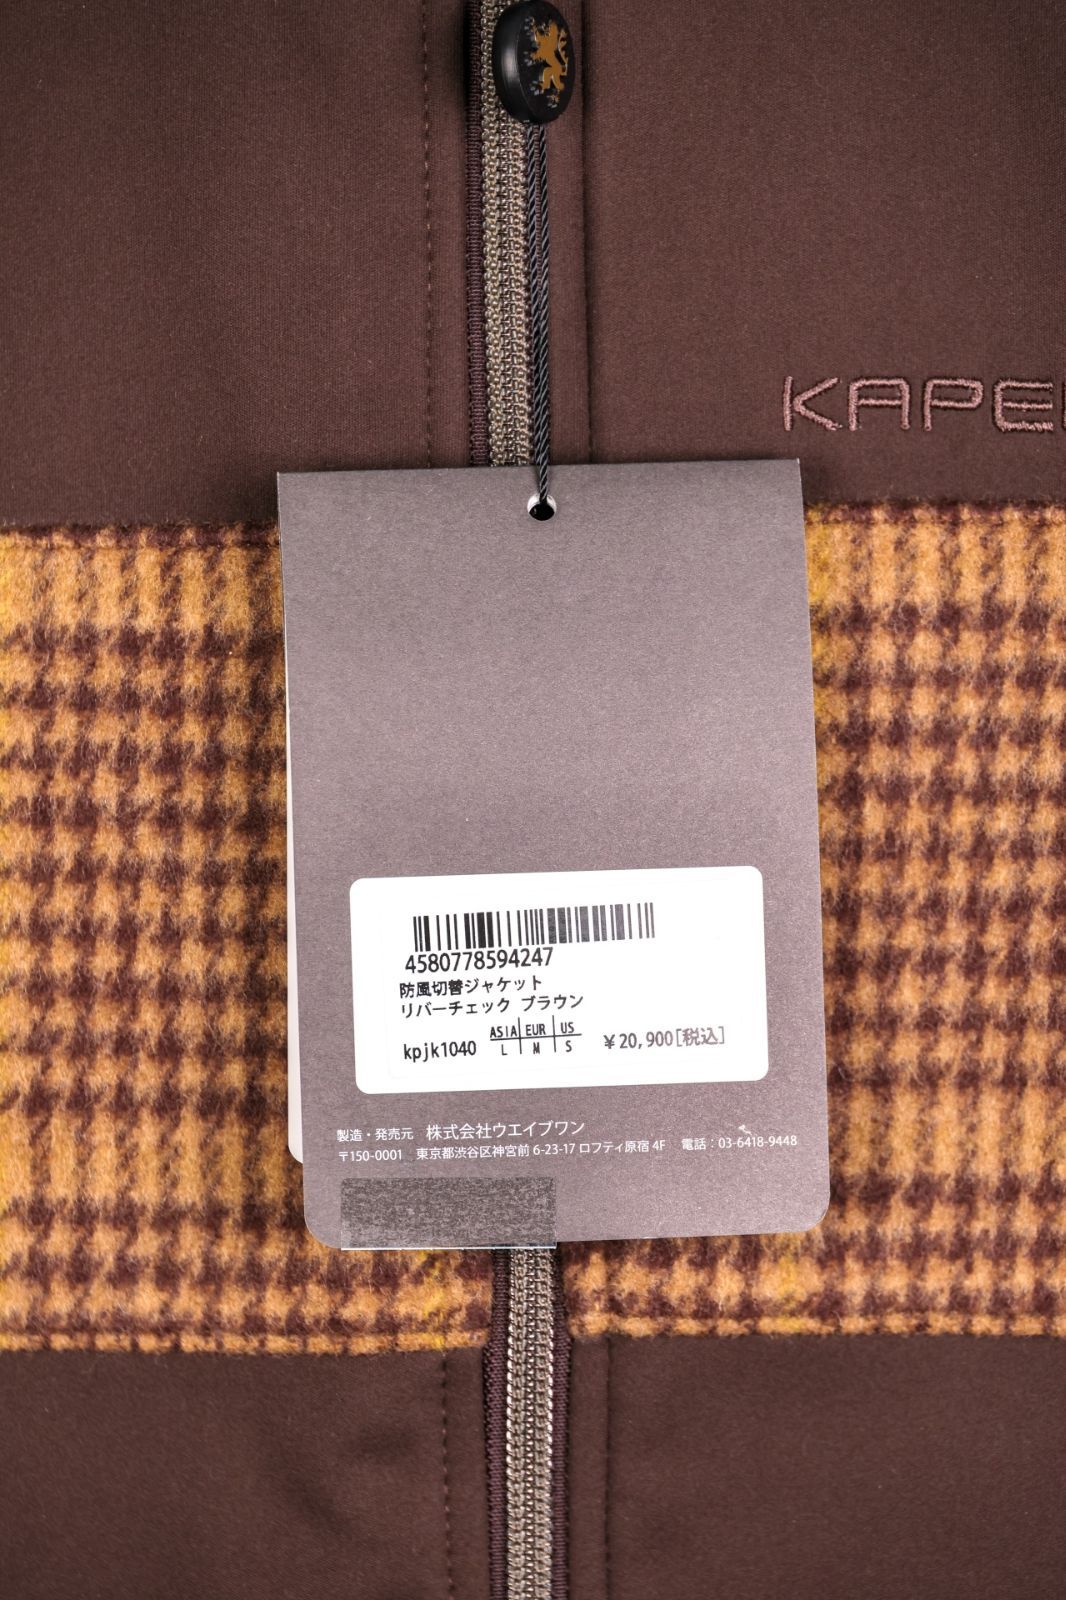 KAPE
4580778594247
防風切替ジャケット
リバーチェック ブラウン
kpjk1040
ASIA EUR US
L M S
￥20,900[税込]
製造・発売元 株式会社ウエイブワン
〒150-0001 東京都渋谷区神宮前 6-23-17 ロフティ原宿 4F 電話：03-6418-9448